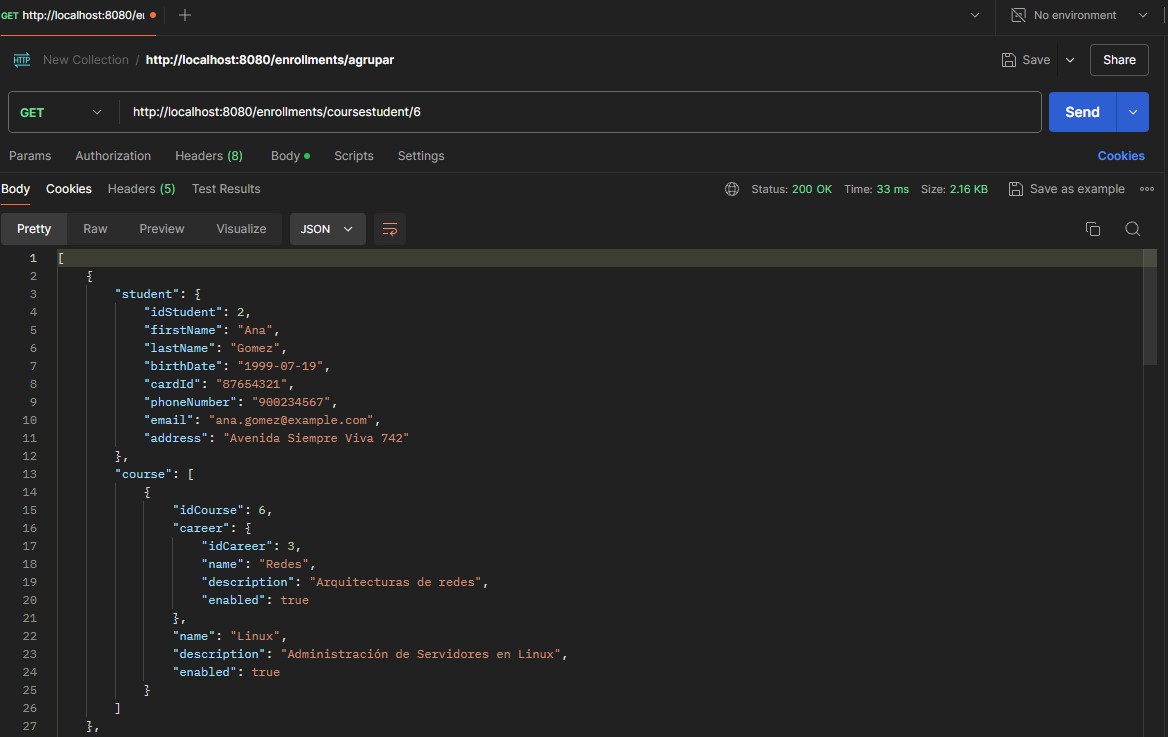 GET http://localhost:8080/e
No environment
New Collection / http://localhost:8080/enrollments/agrupar
Save
Share
GET
http://localhost:8080/enrollments/coursestudent/6
Send
Params Authorization Headers (8) Body Scripts Settings
Cookies
Body Cookies Headers (5) Test Results
Status: 200 OK Time: 33 ms Size: 2.16 KB
Save as example
Pretty Raw Preview Visualize JSON
1 [
2 {
3 "student": {
4 "idStudent": 2,
5 "firstName": "Ana",
6 "lastName": "Gomez",
7 "birthDate": "1999-07-19",
8 "cardId": "87654321",
9 "phoneNumber": "900234567",
10 "email": "ana.gomez@example.com",
11 "address": "Avenida Siempre Viva 742"
12 },
13 "course": [
14 {
15 "idCourse": 6,
16 "career": {
17 "idCareer": 3,
18 "name": "Redes",
19 "description": "Arquitecturas de redes",
20 "enabled": true
21 },
22 "name": "Linux",
23 "description": "Administración de Servidores en Linux",
24 "enabled": true
25 }
26 ]
27 },